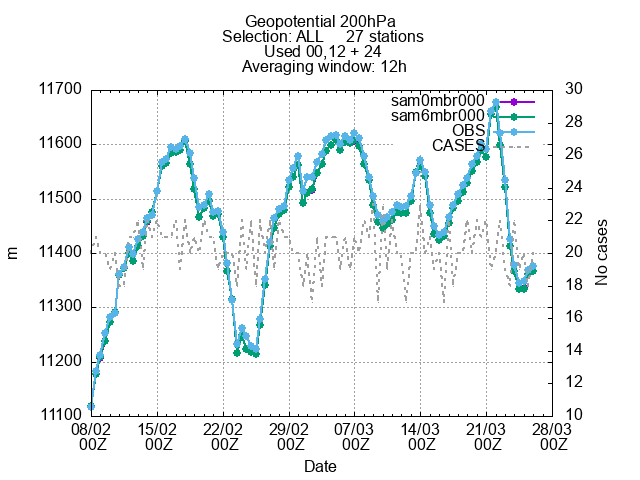 Geopotential 200hPa
Selection: ALL 27 stations
Used 00,12 + 24
Averaging window: 12h
11700
11600
11500
11400
11300
11200
11100
m
30
28
26
24
22
20
18
16
14
12
10
No cases
sam0mbr000
sam6mbr000
OBS
CASES
08/02 15/02 22/02 29/02 07/03 14/03 21/03 28/03
00Z 00Z 00Z 00Z 00Z 00Z 00Z 00Z
Date